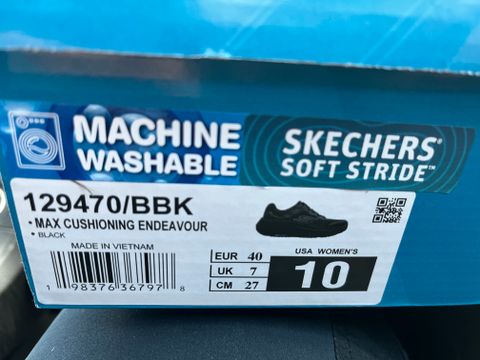 MACHINE
WASHABLE
SKECHERS®
SOFT STRIDE™
129470/BBK
• MAX CUSHIONING ENDEAVOUR
• BLACK
MADE IN VIETNAM
1 98376 36797 8
EUR 40
UK 7
CM 27
USA WOMEN'S
10